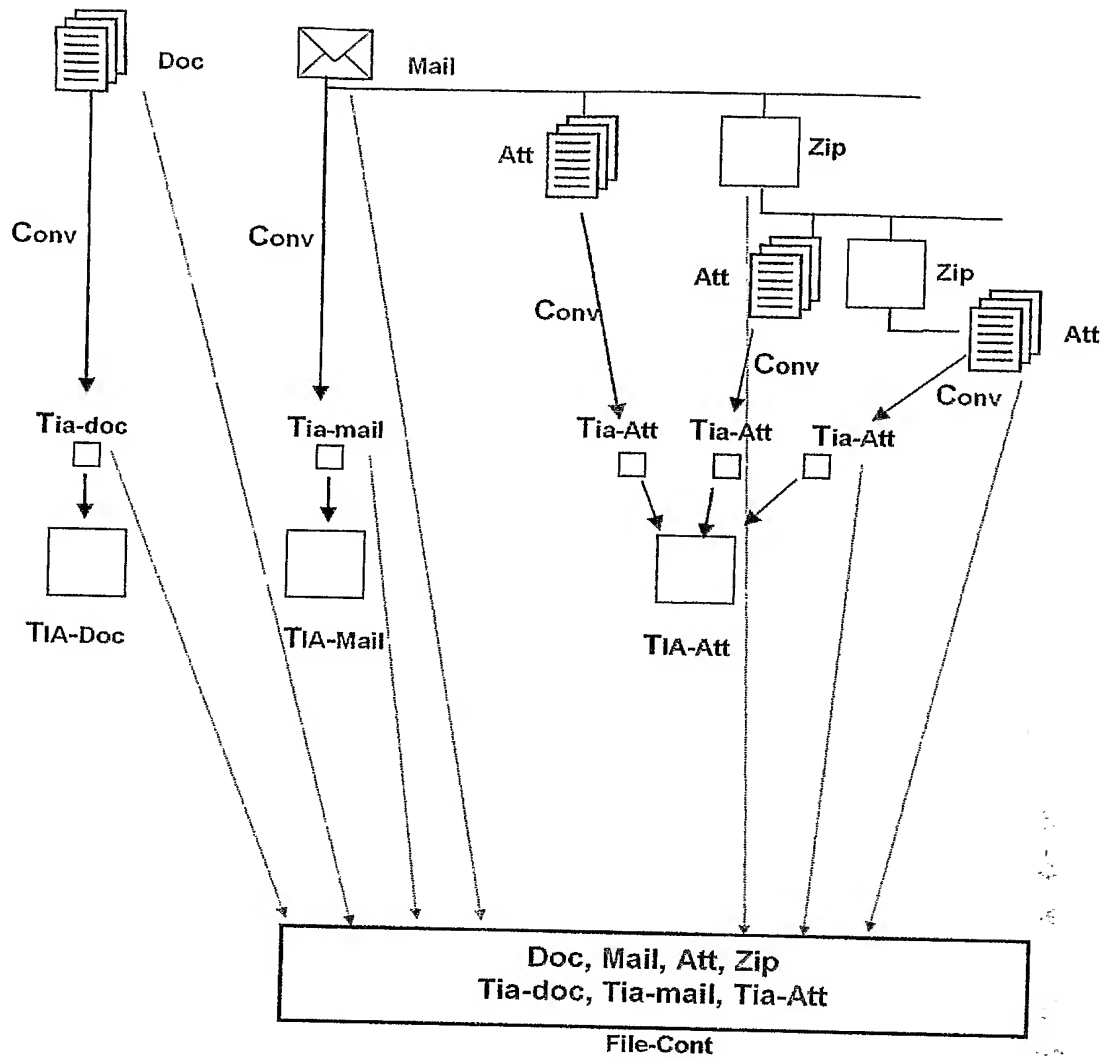 Doc
Mail
Att
Zip
Conv
Conv
Att
Zip
Conv
Att
Conv
Conv
Tia-doc
Tia-mail
Tia-Att
Tia-Att
Tia-Att
TIA-Doc
TIA-Mail
TIA-Att
Doc, Mail, Att, Zip
Tia-doc, Tia-mail, Tia-Att
File-Cont